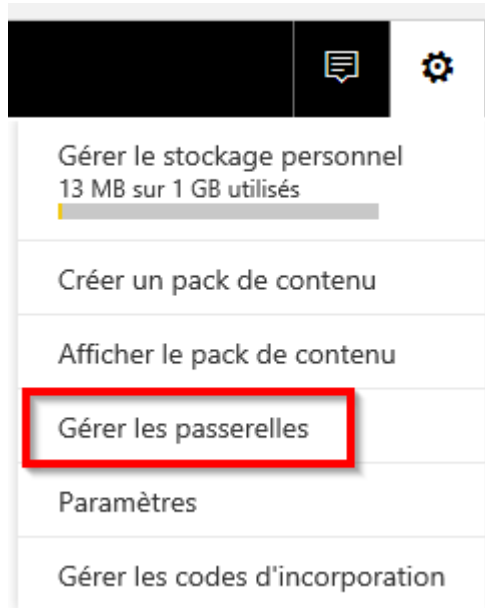 Gérer le stockage personnel
13 MB sur 1 GB utilisés
Créer un pack de contenu
Afficher le pack de contenu
Gérer les passerelles
Paramètres
Gérer les codes d'incorporation